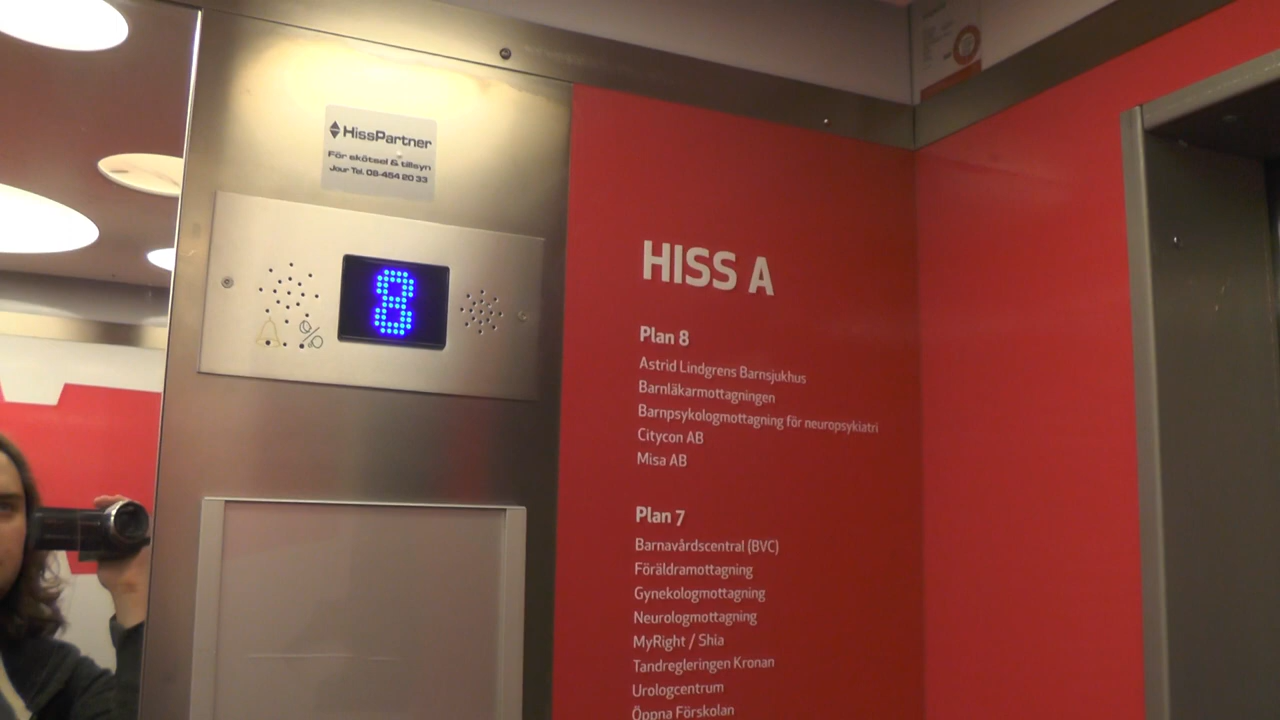 HissPartner
För skötsel & tillsyn
Jour Tel. 08-454 20 33
8
HISS A
Plan 8
Astrid Lindgrens Barnsjukhus
Barnläkarmottagningen
Barnpsykologmottagning för neuropsykiatri
Citycon AB
Misa AB
Plan 7
Barnavårdscentral (BVC)
Föräldramottagning
Gynekologmottagning
Neurologmottagning
MyRight / Shia
Tandregleringen Kronan
Urologcentrum
Öppna Förskolan